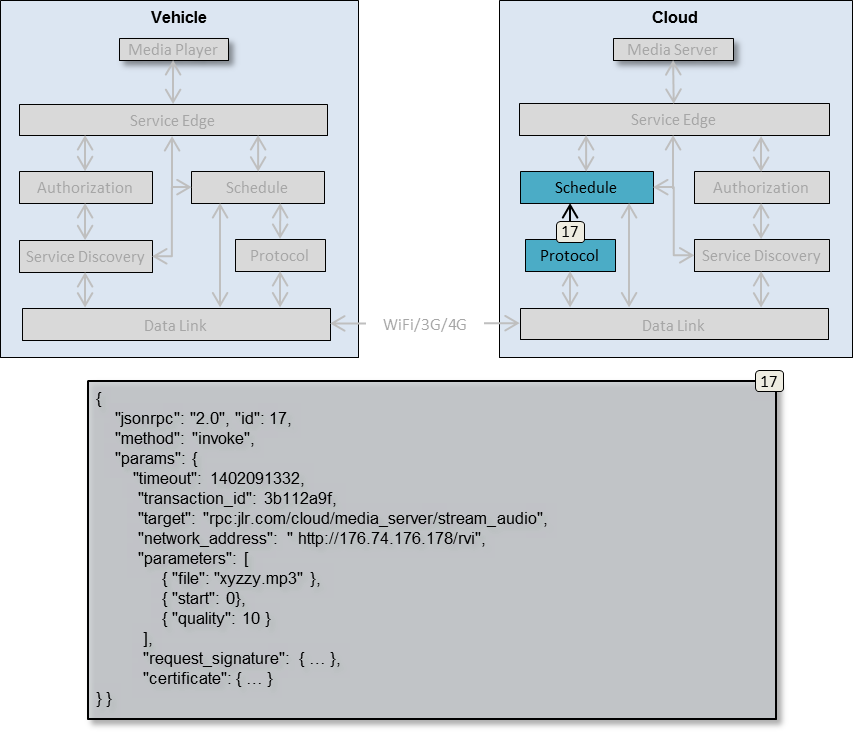 Vehicle
Media Player
Service Edge
Authorization
Schedule
Service Discovery
Protocol
Data Link
WiFi/3G/4G
Cloud
Media Server
Service Edge
Schedule
Authorization
17
Protocol
Service Discovery
Data Link
17
{
"jsonrpc": "2.0", "id": 17,
"method": "invoke",
"params": {
"timeout": 1402091332,
"transaction_id": 3b112a9f,
"target": "rpc:jlr.com/cloud/media_server/stream_audio",
"network_address": " http://176.74.176.178/rvi",
"parameters": [
{ "file": "xyzzy.mp3" },
{ "start": 0},
{ "quality": 10 }
],
"request_signature": { … },
"certificate": { … }
} }